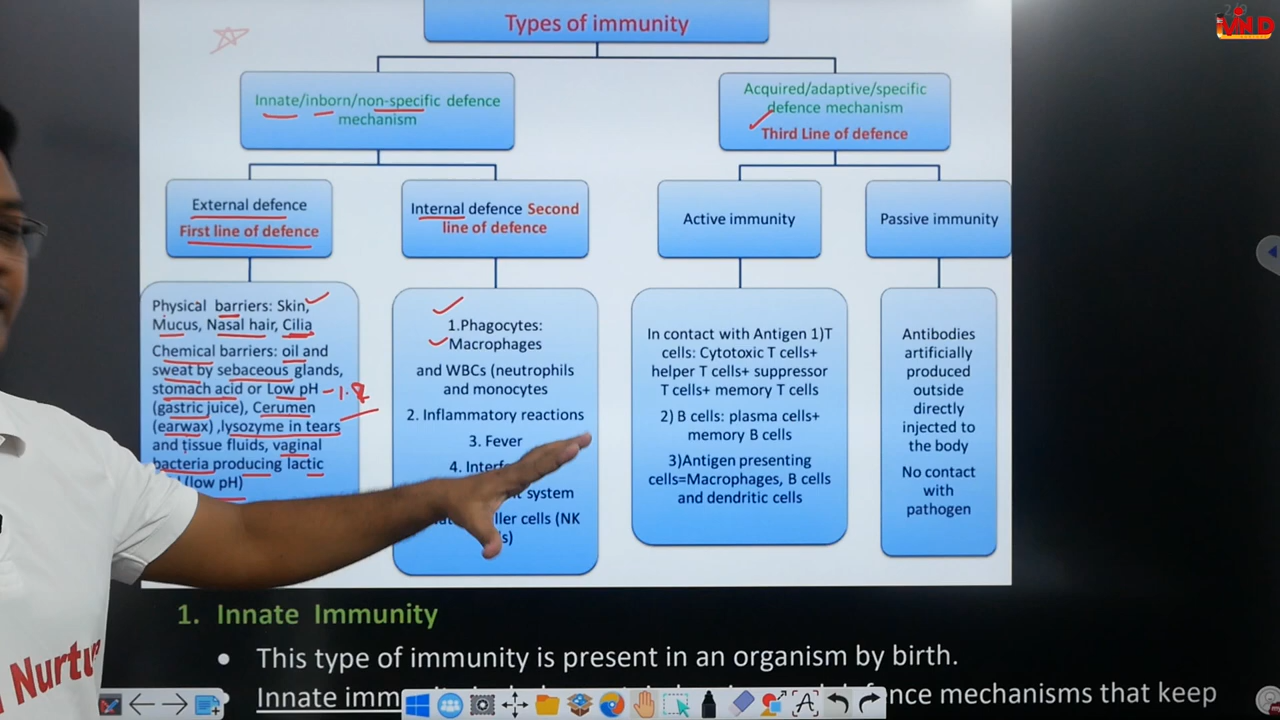 Types of immunity
Innate/inborn/non-specific defence
mechanism
Acquired/adaptive/specific
defence mechanism
Third Line of defence
External defence
First line of defence
Internal defence Second
line of defence
Active immunity
Passive immunity
Physical barriers: Skin,
Mucus, Nasal hair, Cilia
Chemical barriers: oil and
sweat by sebaceous glands,
stomach acid or Low pH - 1.8
(gastric juice), Cerumen
(earwax) ,lysozyme in tears
and tissue fluids, vaginal
bacteria producing lactic
(low pH)
1.Phagocytes:
Macrophages
and WBCs (neutrophils
and monocytes
2. Inflammatory reactions
3. Fever
4.
system
cells (NK
In contact with Antigen 1)T
cells: Cytotoxic T cells+
helper T cells+ suppressor
T cells+ memory T cells
2) B cells: plasma cells+
memory B cells
3)Antigen presenting
cells=Macrophages, B cells
and dendritic cells
Antibodies
artificially
produced
outside
directly
injected to
the body
No contact
with
pathogen
1. Innate Immunity
• This type of immunity is present in an organism by birth.
Innate
mechanisms that keep
Nurtu